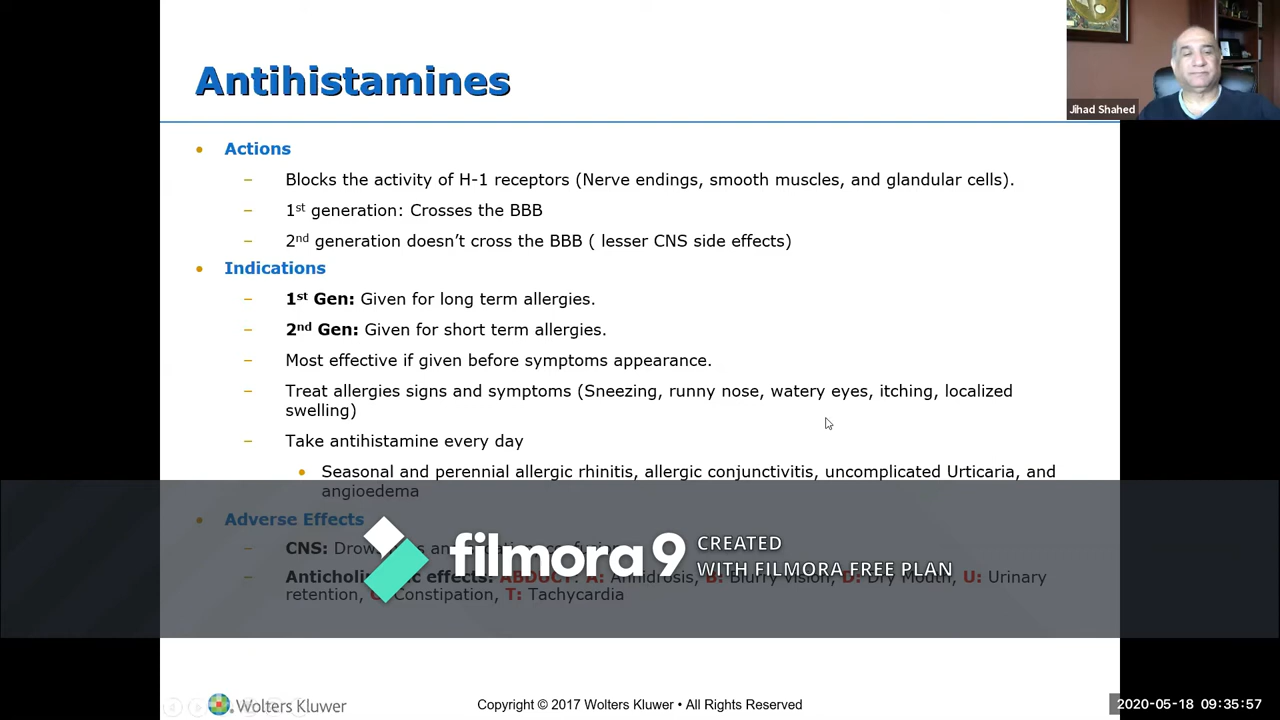 Antihistamines
Jihad Shahed
• Actions
– Blocks the activity of H-1 receptors (Nerve endings, smooth muscles, and glandular cells).
– 1st generation: Crosses the BBB
– 2nd generation doesn’t cross the BBB ( lesser CNS side effects)
• Indications
– 1st Gen: Given for long term allergies.
– 2nd Gen: Given for short term allergies.
– Most effective if given before symptoms appearance.
– Treat allergies signs and symptoms (Sneezing, runny nose, watery eyes, itching, localized
swelling)
– Take antihistamine every day
• Seasonal and perennial allergic rhinitis, allergic conjunctivitis, uncomplicated Urticaria, and
angioedema
• Adverse Effects
– CNS:
– effects: ABDUCT: A: Anhidrosis, B: Blurry vision, D: Dry Mouth, U: Urinary
retention, Constipation, T: Tachycardia
filmora9
CREATED
WITH FILMORA FREE PLAN
Wolters Kluwer
Copyright © 2017 Wolters Kluwer • All Rights Reserved
2020-05-18 09:35:57